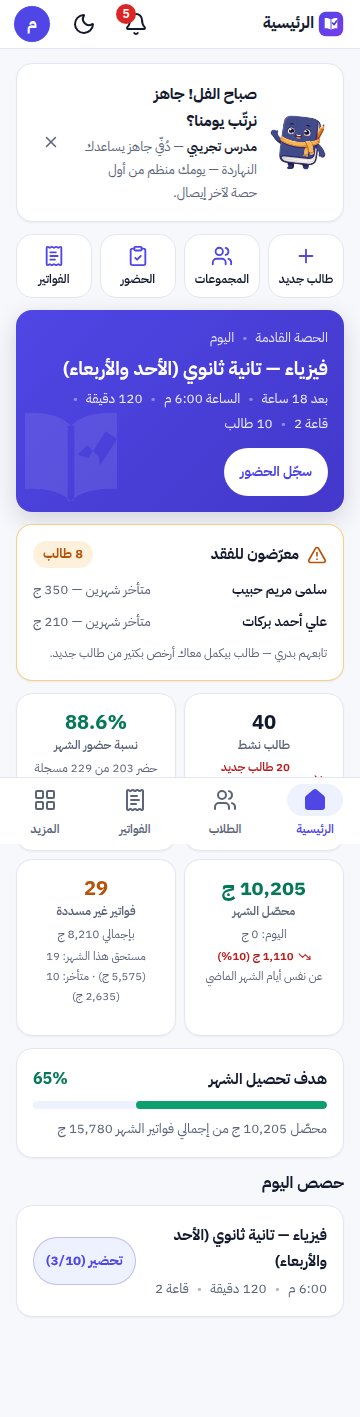 الرئيسية
5
م
صباح الفل! جاهز
نرتّب يومنا؟
مدرس تجريبي — دُفّي جاهز يساعدك
النهاردة — يومك منظم من أول
حصة لآخر إيصال.
طالب جديد
المجموعات
الحضور
الفواتير
الحصة القادمة • اليوم
فيزياء — تانية ثانوي (الأحد والأربعاء)
بعد 18 ساعة • الساعة 6:00 م • 120 دقيقة •
قاعة 2 • 10 طالب
سجّل الحضور
معرّضون للفقد
8 طالب
سلمى مريم حبيب
متأخر شهرين — 350 ج
علي أحمد بركات
متأخر شهرين — 210 ج
تابعهم بدري — طالب بيكمل معاك أرخص بكتير من طالب جديد.
40
طالب نشط
20 طالب جديد
88.6%
نسبة حضور الشهر
حضر 203 من 229 مسجلة
الرئيسية
الطلاب
الفواتير
المزيد
10,205 ج
محصّل الشهر
اليوم: 0 ج
1,110 ج (10%)
عن نفس أيام الشهر الماضي
29
فواتير غير مسددة
بإجمالي 8,210 ج
مستحق هذا الشهر: 19
(5,575 ج) · متأخر: 10
(2,635 ج)
هدف تحصيل الشهر
65%
محصّل 10,205 ج من إجمالي فواتير الشهر 15,780 ج
حصص اليوم
فيزياء — تانية ثانوي (الأحد
والأربعاء)
6:00 م • 120 دقيقة • قاعة 2
تحضير (3/10)